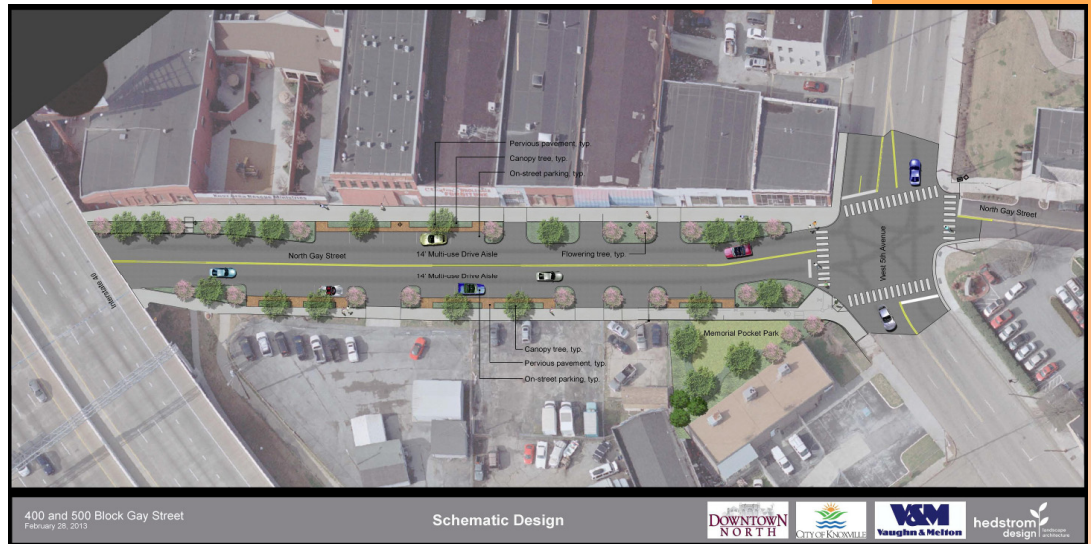 Pervious pavement, typ.
Canopy tree, typ.
On-street parking, typ.
North Gay Street
North Gay Street
14' Multi-use Drive Aisle
Flowering tree, typ.
14' Multi-use Drive Aisle
West 5th Avenue
Interstate 40
Memorial Pocket Park
Canopy tree, typ.
Pervious pavement, typ.
On-street parking, typ.
400 and 500 Block Gay Street
February 28, 2013
Schematic Design
DOWNTOWN
NORTH
CITY OF KNOXVILLE
V&M
Vaughn & Melton
hedstrom
design
landscape
architecture